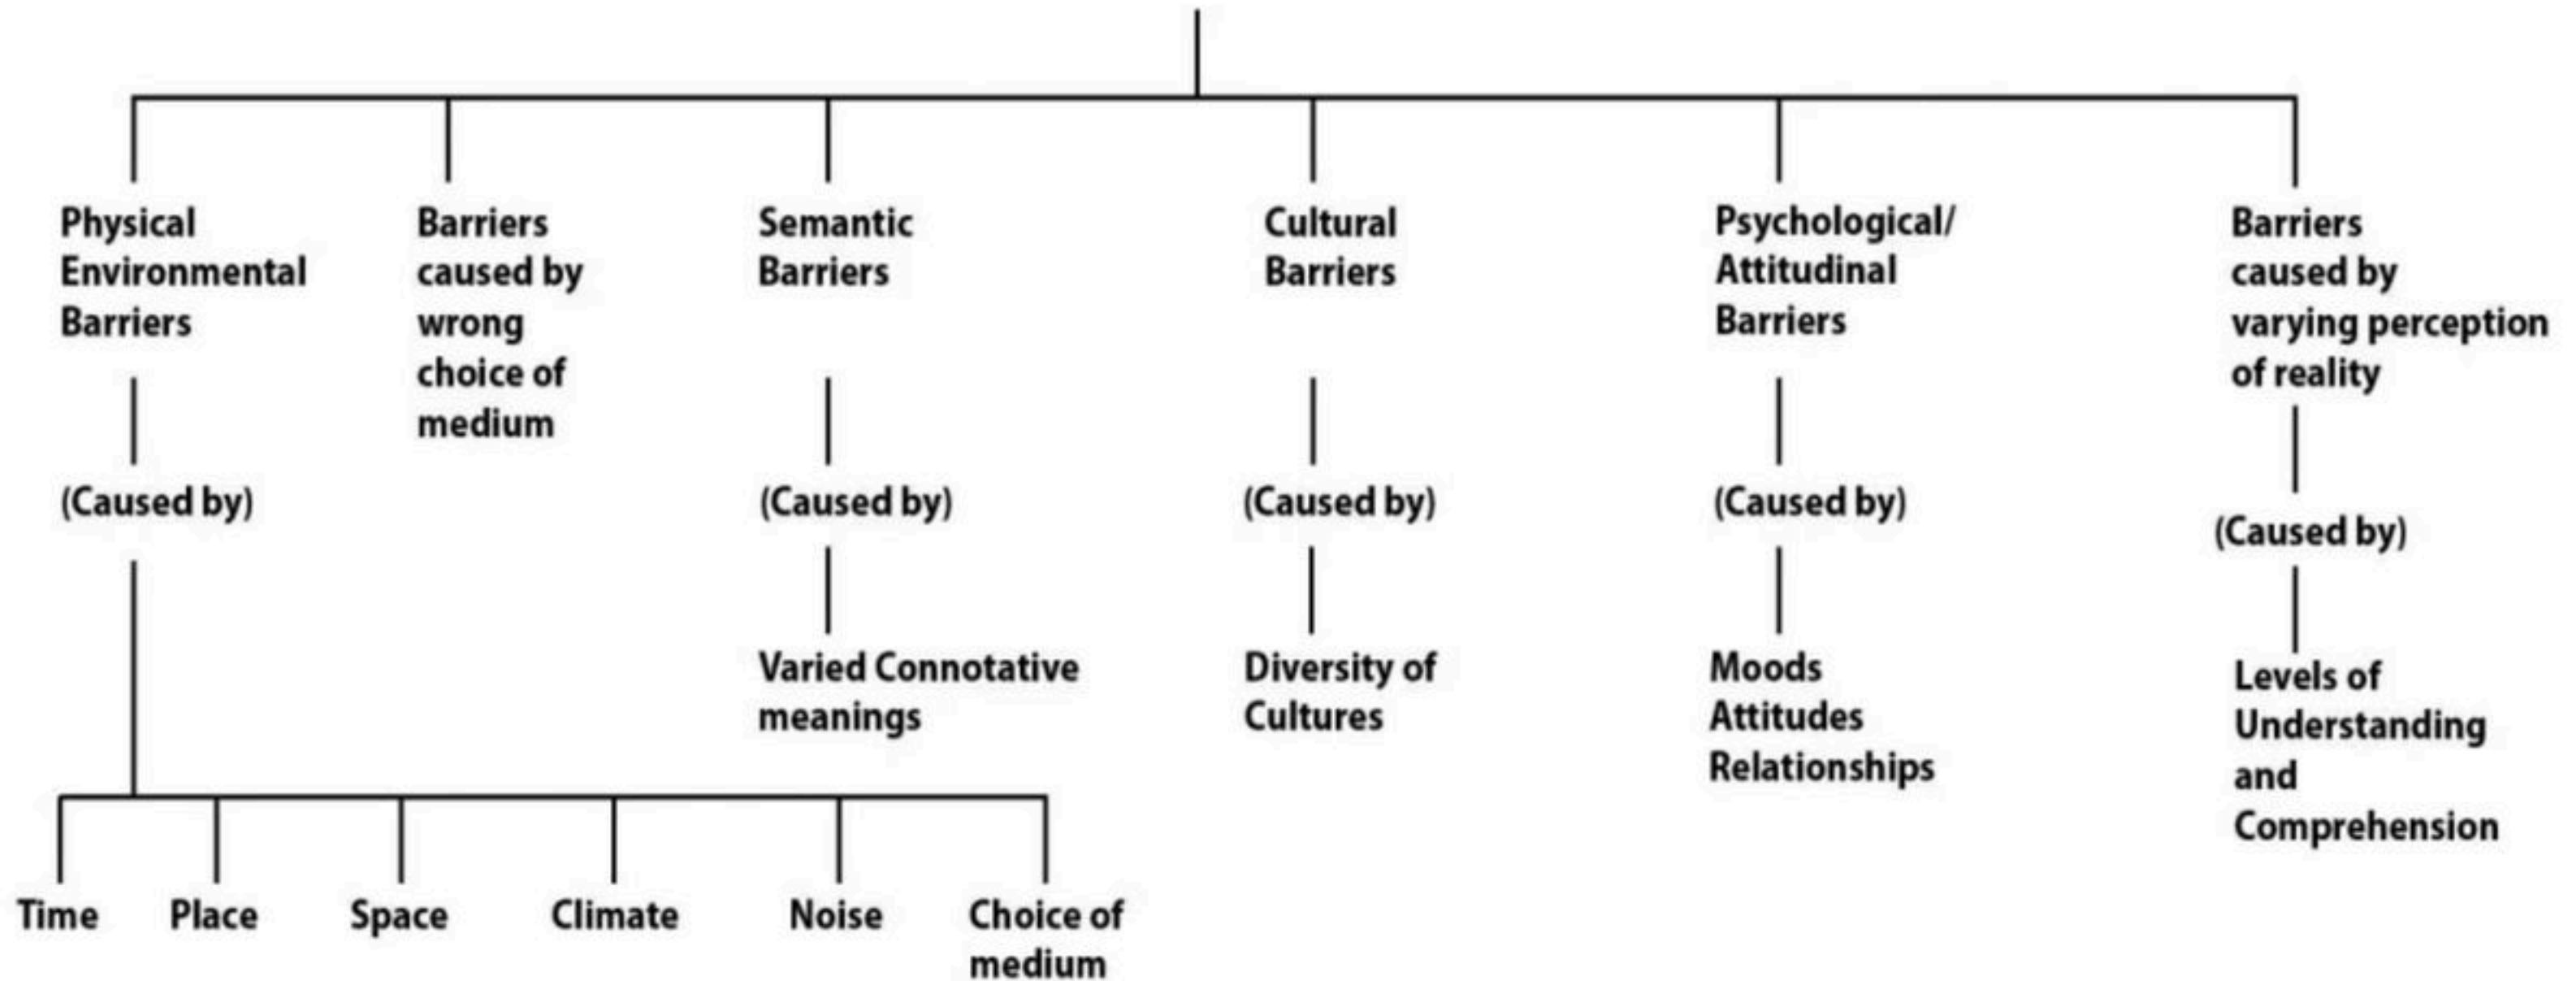 Physical
Environmental
Barriers
Barriers
caused by
wrong
choice of
medium
Semantic
Barriers
Cultural
Barriers
Psychological/
Attitudinal
Barriers
Barriers
caused by
varying perception
of reality
(Caused by)
(Caused by)
(Caused by)
(Caused by)
(Caused by)
Varied Connotative
meanings
Diversity of
Cultures
Moods
Attitudes
Relationships
Levels of
Understanding
and
Comprehension
Time
Place
Space
Climate
Noise
Choice of
medium